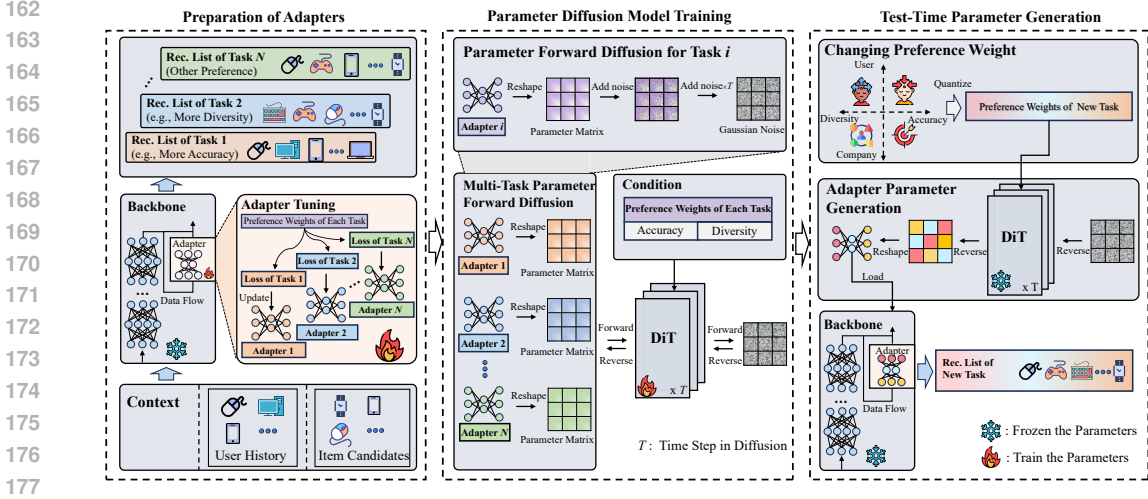 162
163
164
165
166
167
168
169
170
171
172
173
174
175
176
177
Preparation of Adapters
Rec. List of Task N
(Other Preference)
Rec. List of Task 2
(e.g., More Diversity)
Rec. List of Task 1
(e.g., More Accuracy)
Backbone
Adapter
Data Flow
Adapter Tuning
Preference Weights of Each Task
Loss of Task N
Loss of Task 2
Loss of Task 1
Update
Adapter N
Adapter 2
Adapter 1
Context
User History
Item Candidates
Parameter Diffusion Model Training
Parameter Forward Diffusion for Task i
Reshape
Add noise
Add noise×T
Adapter i
Parameter Matrix
Gaussian Noise
Multi-Task Parameter
Forward Diffusion
Reshape
Adapter 1
Parameter Matrix
Reshape
Adapter 2
Parameter Matrix
Reshape
Adapter N
Parameter Matrix
Condition
Preference Weights of Each Task
Accuracy
Diversity
Forward
Reverse
DiT
x T
Forward
Reverse
T : Time Step in Diffusion
Test-Time Parameter Generation
Changing Preference Weight
User
Diversity
Accuracy
Company
Quantize
Preference Weights of New Task
Adapter Parameter
Generation
Reshape
Reverse
DiT
x T
Reverse
Load
Backbone
Adapter
Data Flow
Rec. List of
New Task
: Frozen the Parameters
: Train the Parameters